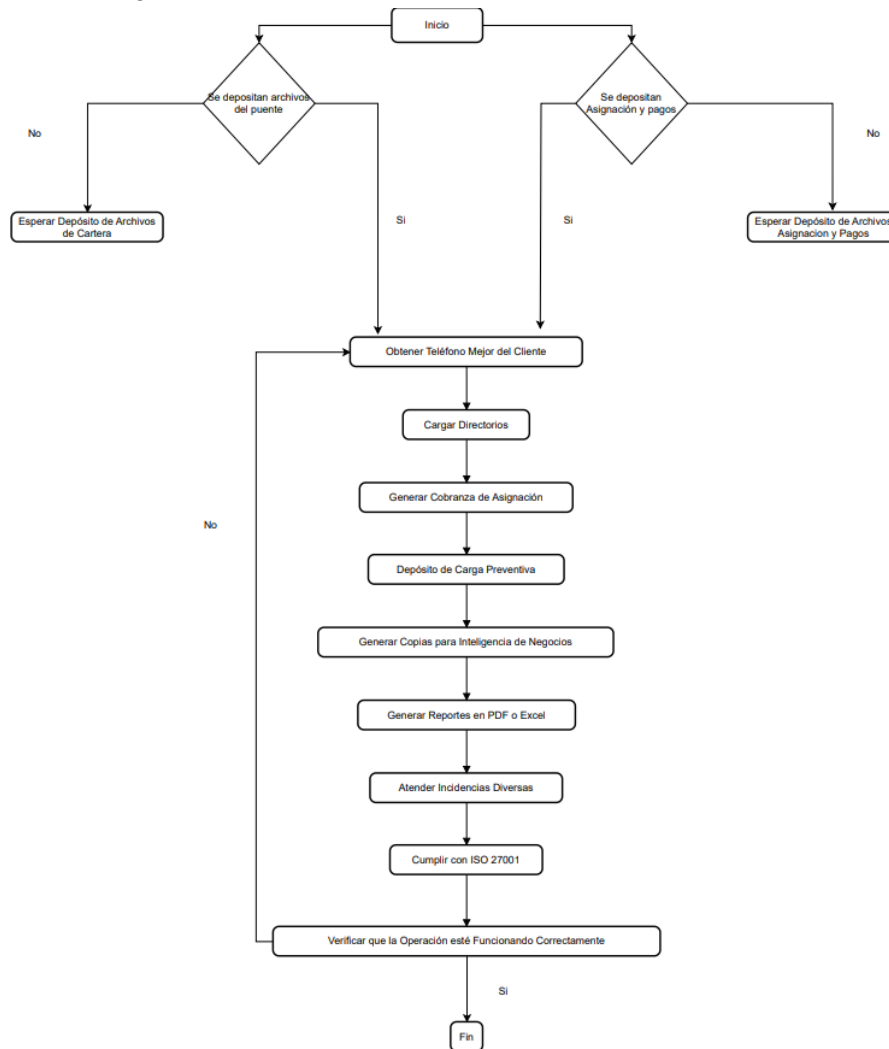 Inicio
Se depositan archivos
del puente
Se depositan
Asignación y pagos
No
No
Esperar Depósito de Archivos
de Cartera
Si
Si
Esperar Depósito de Archivos
Asignacion y Pagos
Obtener Teléfono Mejor del Cliente
Cargar Directorios
Generar Cobranza de Asignación
No
Depósito de Carga Preventiva
Generar Copias para Inteligencia de Negocios
Generar Reportes en PDF o Excel
Atender Incidencias Diversas
Cumplir con ISO 27001
Verificar que la Operación esté Funcionando Correctamente
Si
Fin